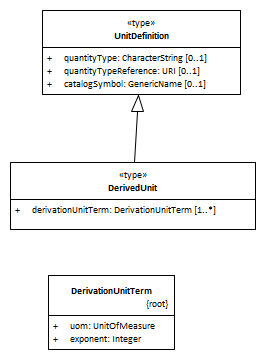 «type»
UnitDefinition
+ quantityType: CharacterString [0..1]
+ quantityTypeReference: URI [0..1]
+ catalogSymbol: GenericName [0..1]
«type»
DerivedUnit
+ derivationUnitTerm: DerivationUnitTerm [1..*]
DerivationUnitTerm
{root}
+ uom: UnitOfMeasure
+ exponent: Integer